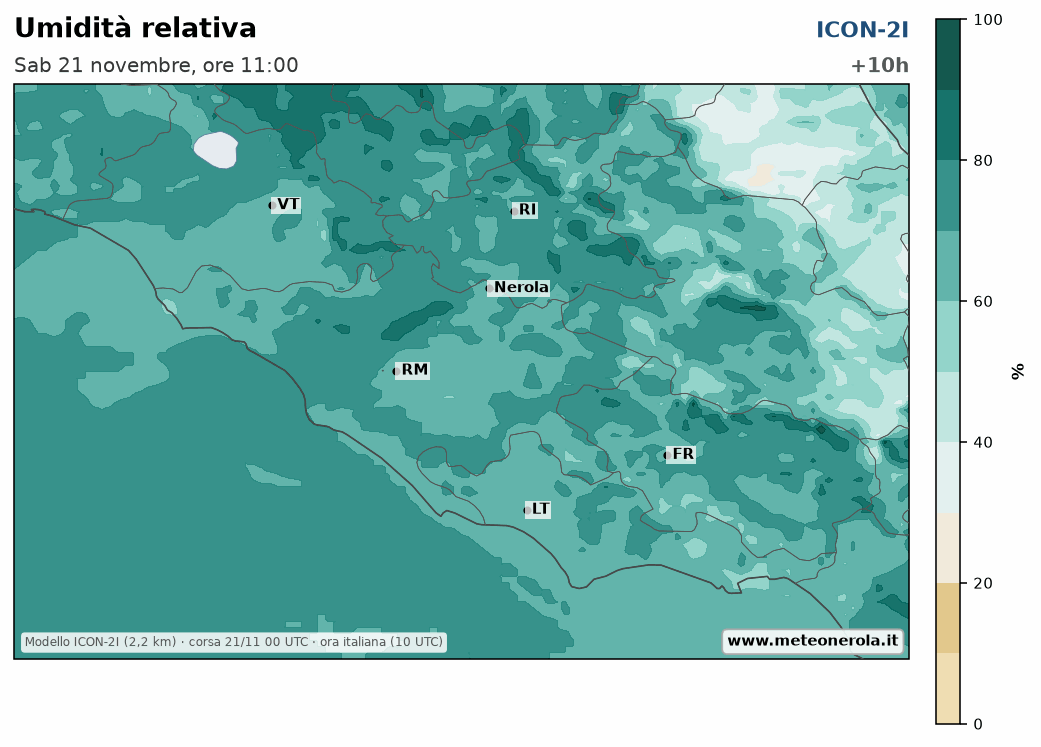 Umidità relativa
ICON-2I
Sab 21 novembre, ore 11:00
+10h
100
80
60
40
20
0
%
VT
RI
Nerola
RM
FR
LT
Modello ICON-2I (2,2 km) · corsa 21/11 00 UTC · ora italiana (10 UTC)
www.meteonerola.it